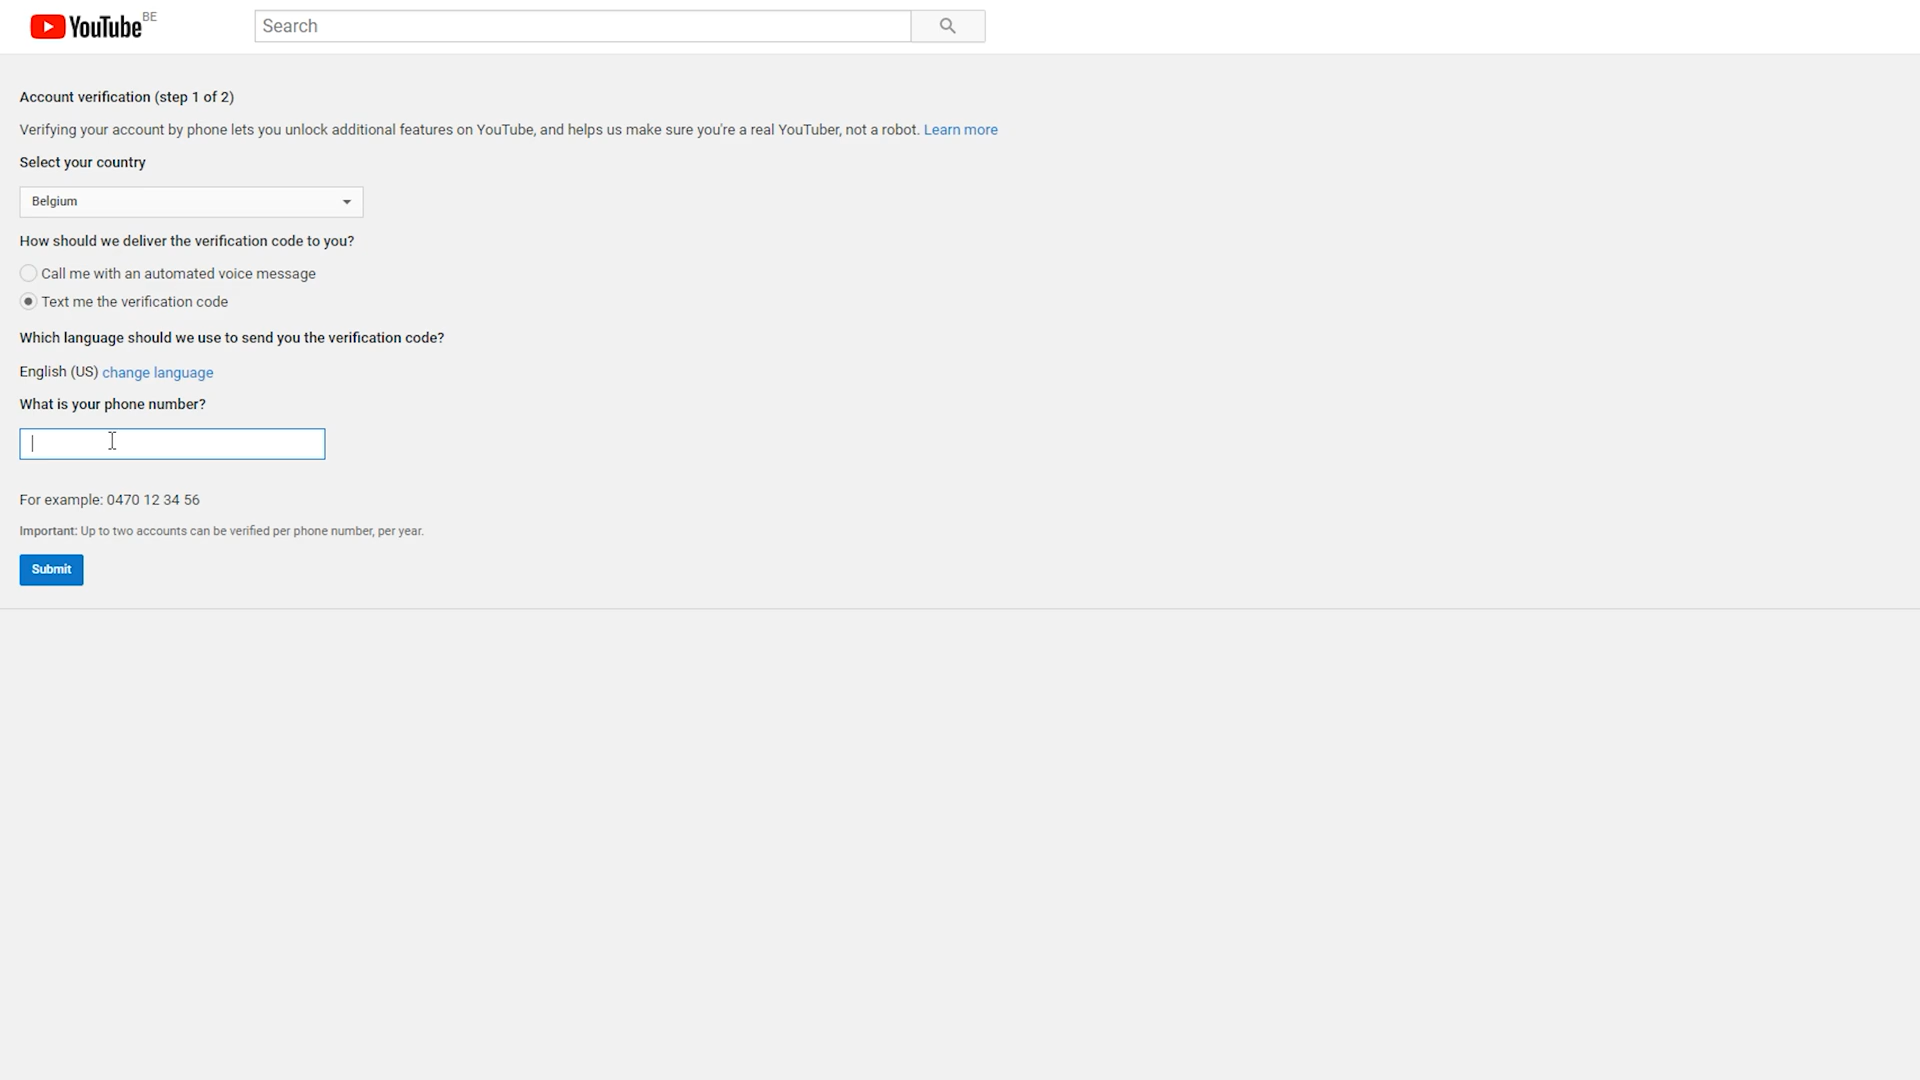 YouTube BE
Search
Account verification (step 1 of 2)
Verifying your account by phone lets you unlock additional features on YouTube, and helps us make sure you're a real YouTuber, not a robot. Learn more
Select your country
Belgium
How should we deliver the verification code to you?
Call me with an automated voice message
Text me the verification code
Which language should we use to send you the verification code?
English (US) change language
What is your phone number?
For example: 0470 12 34 56
Important: Up to two accounts can be verified per phone number, per year.
Submit